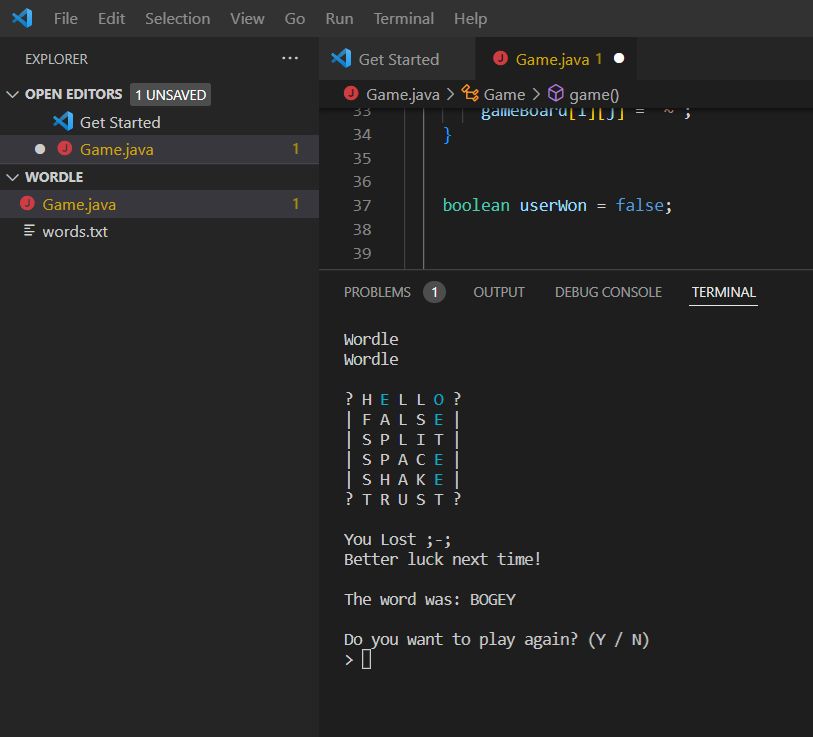 File Edit Selection View Go Run Terminal Help
EXPLORER ···
Get Started
Game.java 1
OPEN EDITORS 1 UNSAVED
Get Started
Game.java 1
WORDLE
Game.java 1
words.txt
Game.java > Game > game()
33 gameBoard[i][j] = "~";
34 }
35
36
37 boolean userWon = false;
38
39
PROBLEMS 1 OUTPUT DEBUG CONSOLE TERMINAL
Wordle
Wordle
? H E L L O ?
| F A L S E |
| S P L I T |
| S P A C E |
| S H A K E |
? T R U S T ?
You Lost ;-;
Better luck next time!
The word was: BOGEY
Do you want to play again? (Y / N)
>